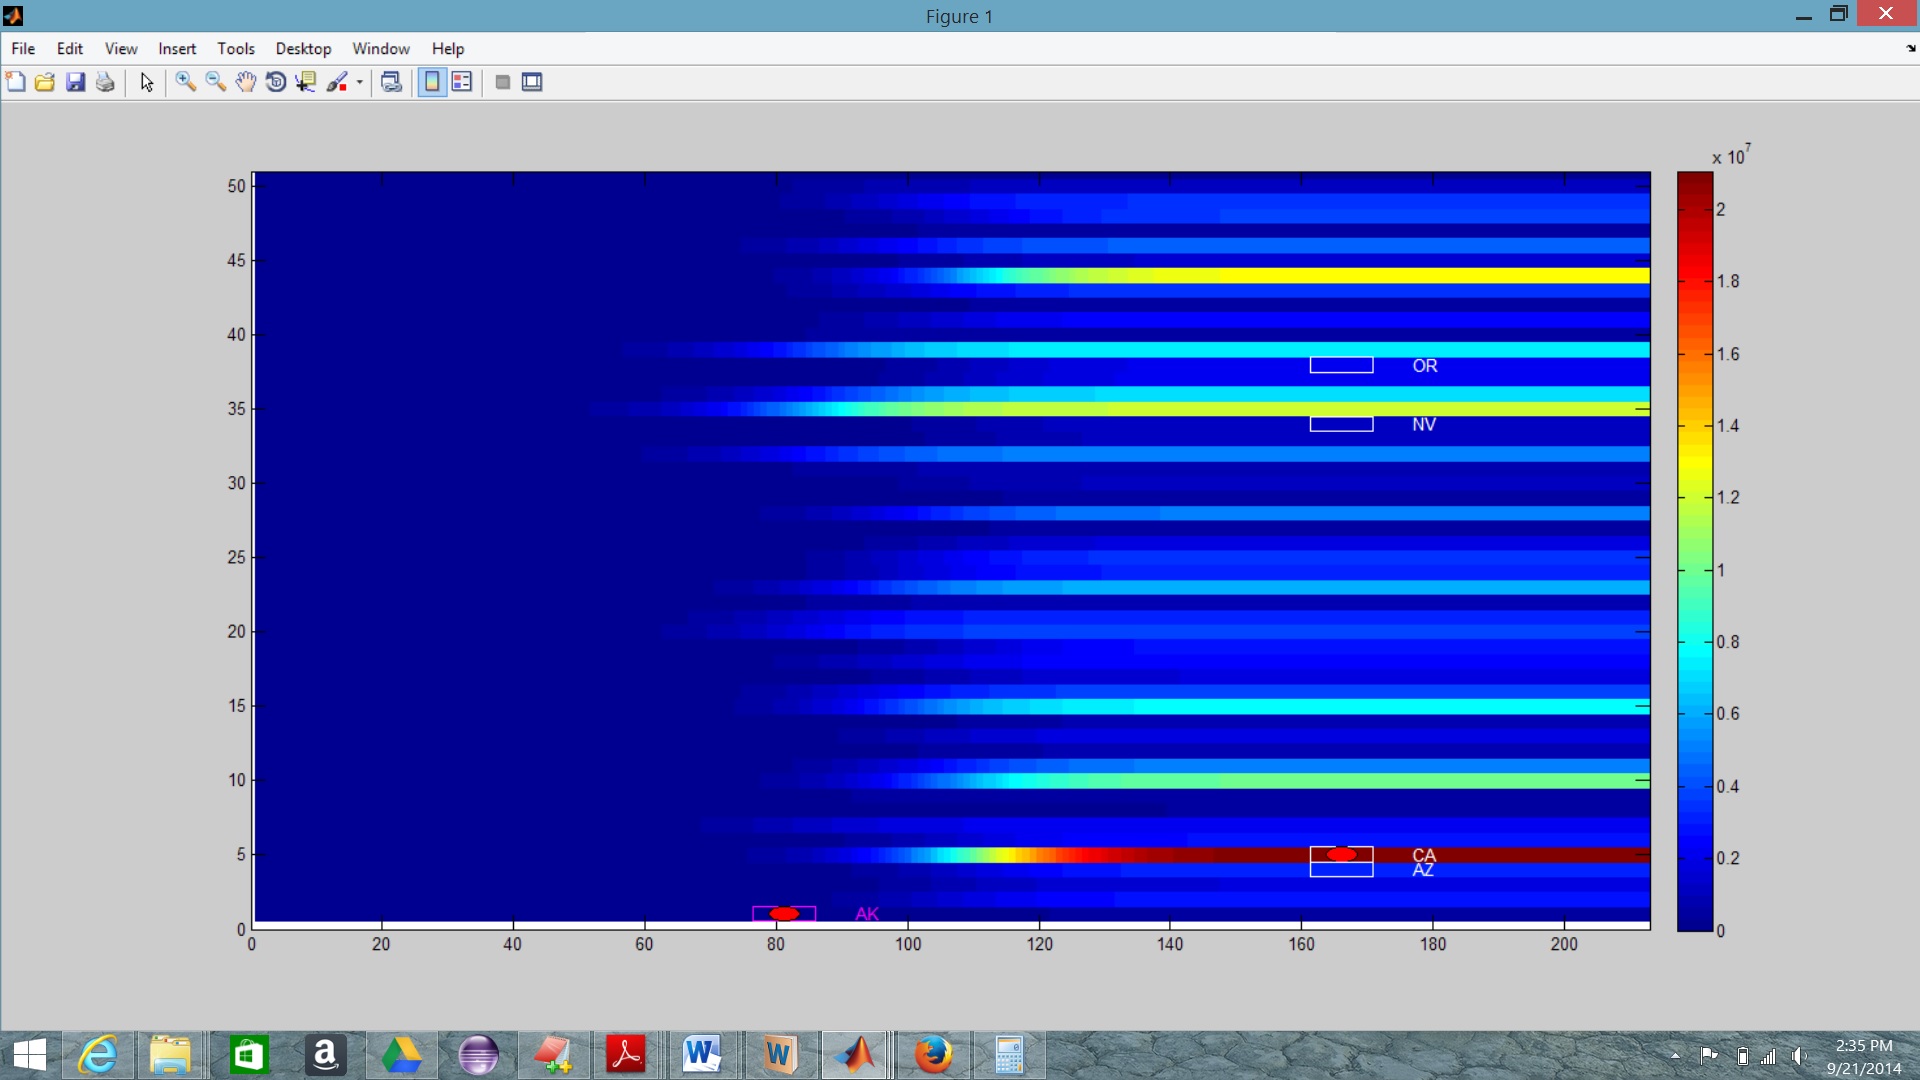 Figure 1
File Edit View Insert Tools Desktop Window Help
x 10^7
50
45
40
35
30
25
20
15
10
5
0
OR
NV
CA
AZ
AK
0 20 40 60 80 100 120 140 160 180 200
2
1.8
1.6
1.4
1.2
1
0.8
0.6
0.4
0.2
0
a
W
W
2:35 PM
9/21/2014